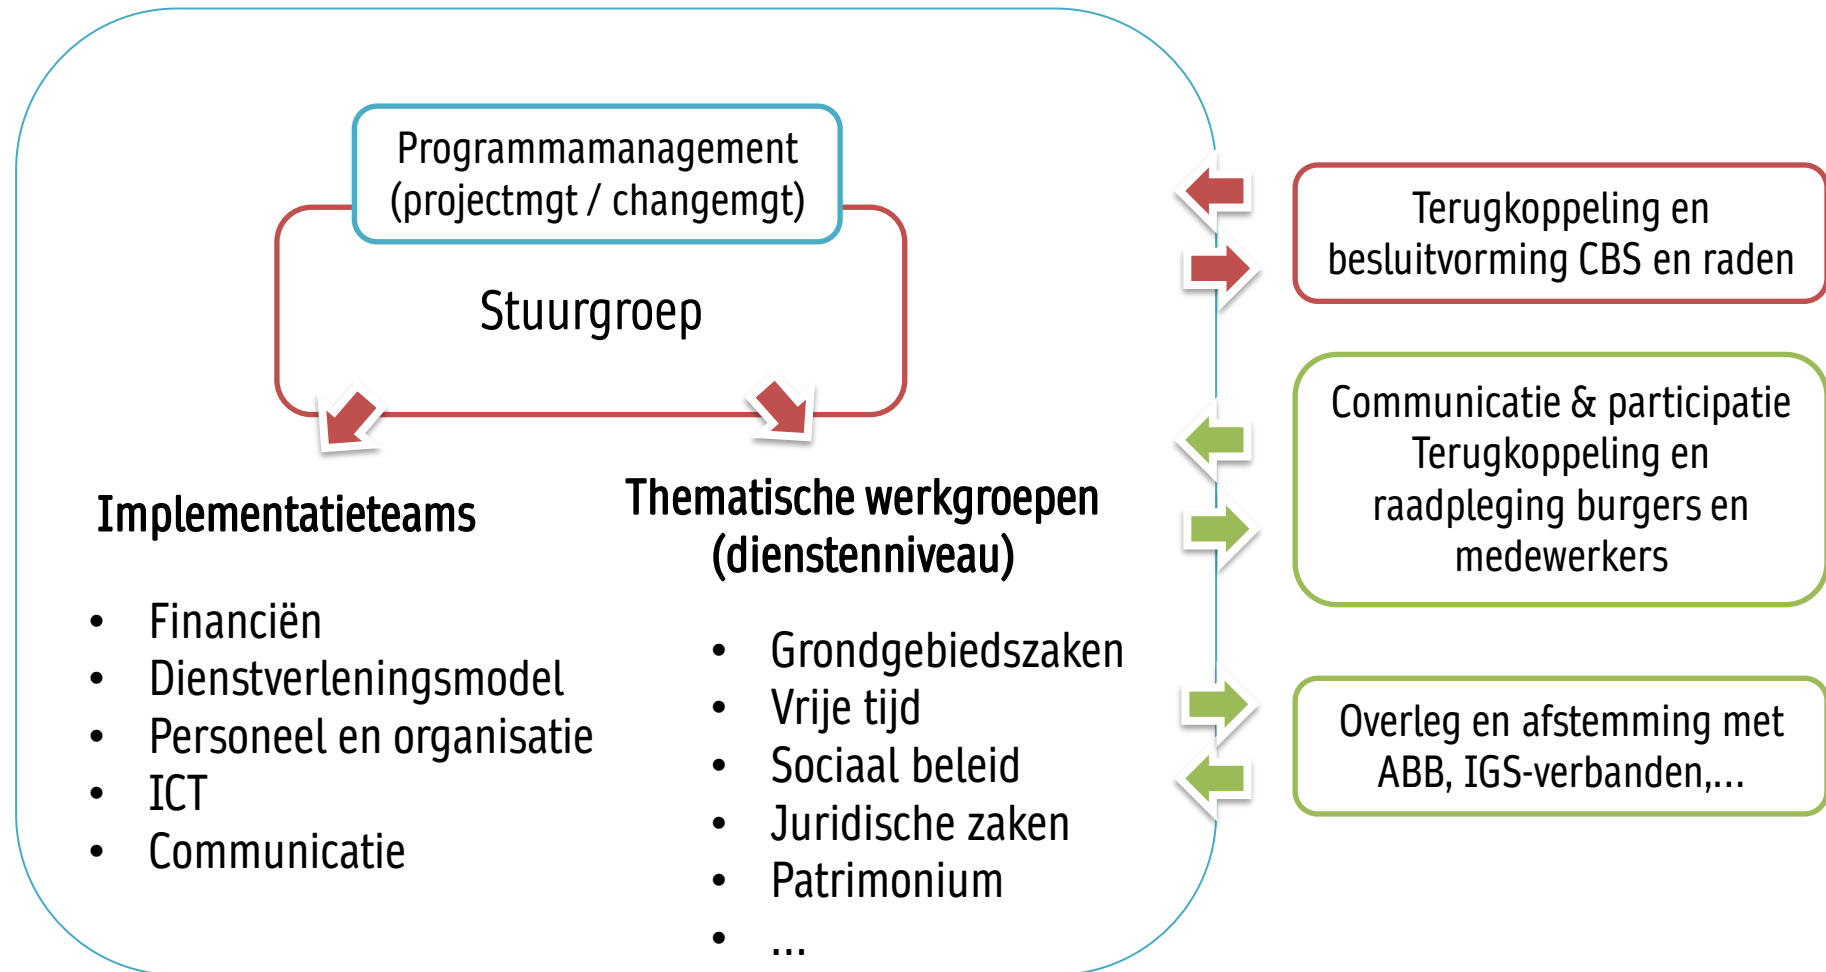 Programmamanagement
(projectmgt / changemgt)
Stuurgroep
Implementatieteams
• Financiën
• Dienstverleningsmodel
• Personeel en organisatie
• ICT
• Communicatie
Thematische werkgroepen
(dienstenniveau)
• Grondgebiedszaken
• Vrije tijd
• Sociaal beleid
• Juridische zaken
• Patrimonium
• ...
Terugkoppeling en
besluitvorming CBS en raden
Communicatie & participatie
Terugkoppeling en
raadpleging burgers en
medewerkers
Overleg en afstemming met
ABB, IGS-verbanden,...